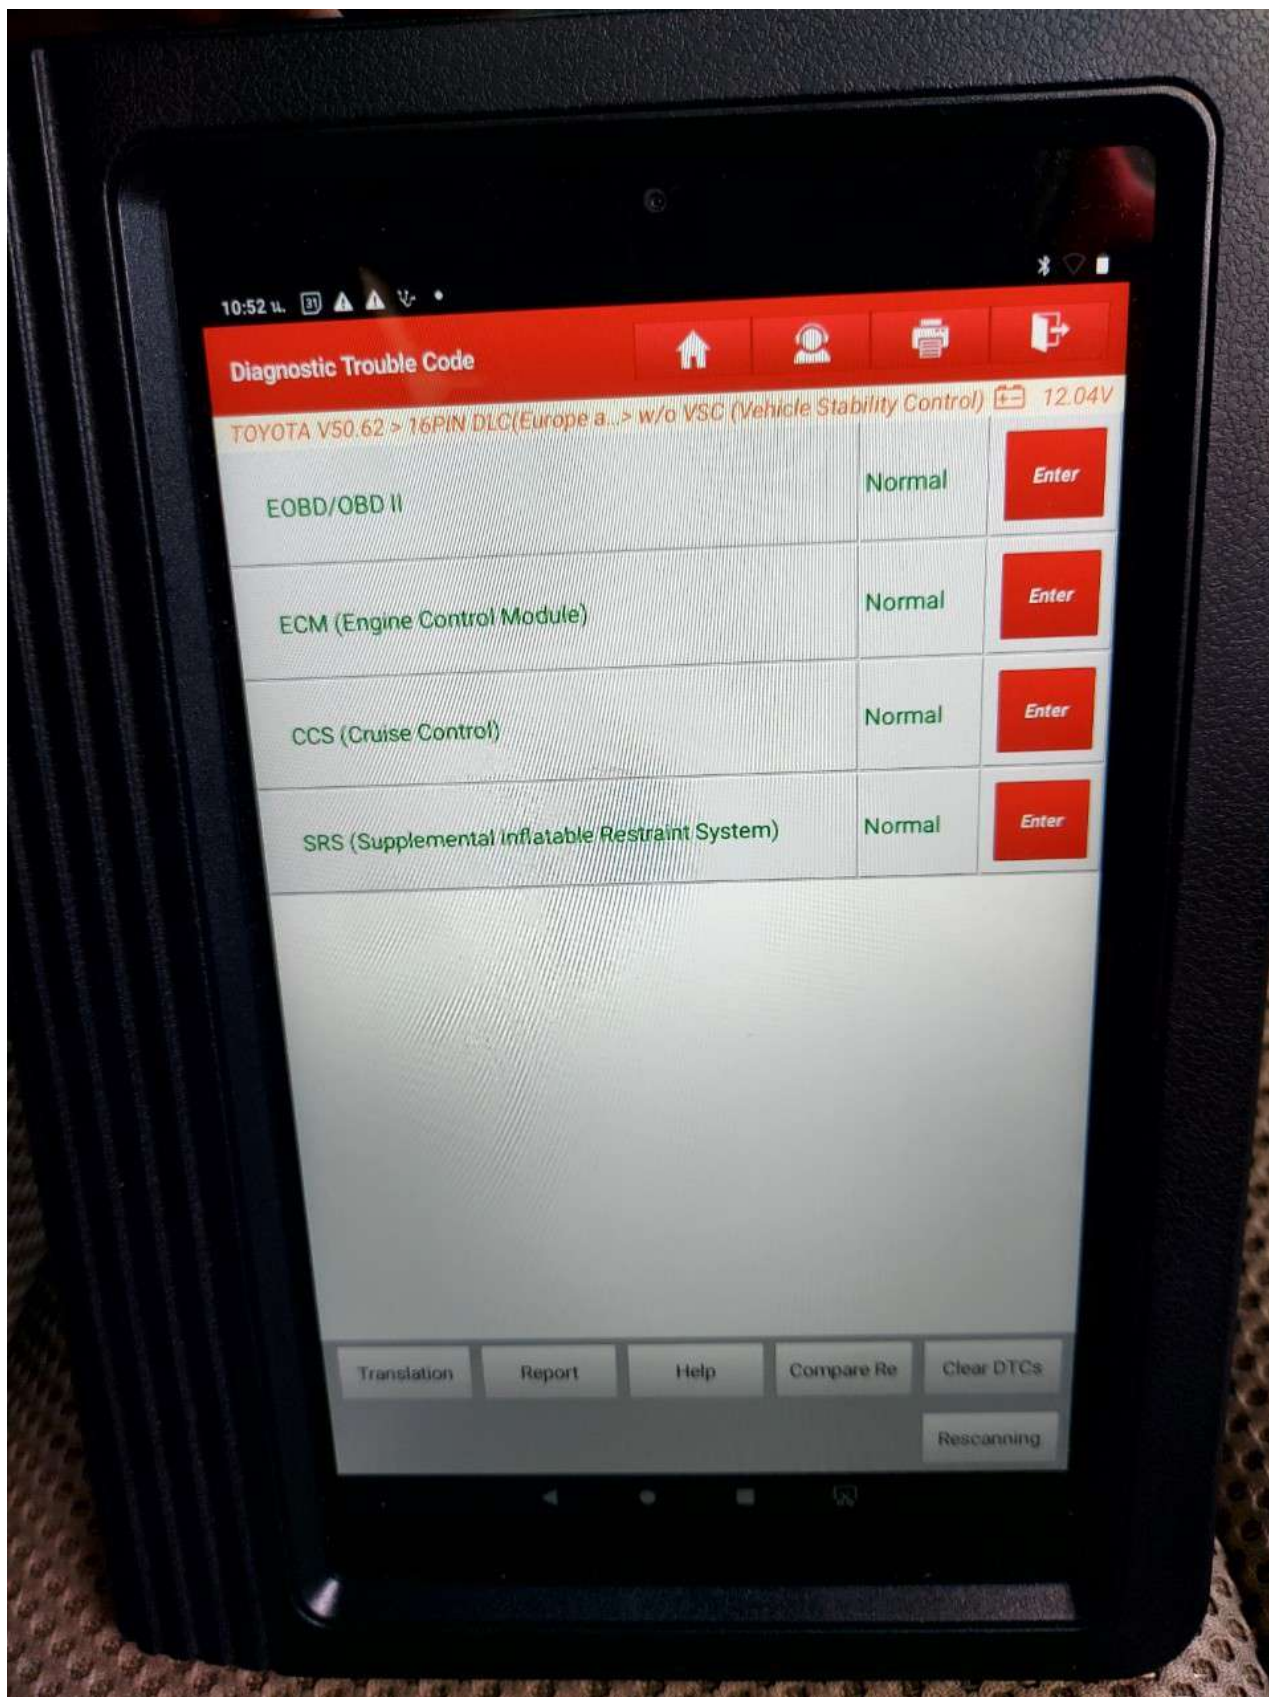 10:52 น. 31
Diagnostic Trouble Code
TOYOTA V50.62 > 16PIN DLC(Europe a...> w/o VSC (Vehicle Stability Control) 12.04V
EOBD/OBD II Normal Enter
ECM (Engine Control Module) Normal Enter
CCS (Cruise Control) Normal Enter
SRS (Supplemental Inflatable Restraint System) Normal Enter
Translation Report Help Compare Re Clear DTCs
Rescanning